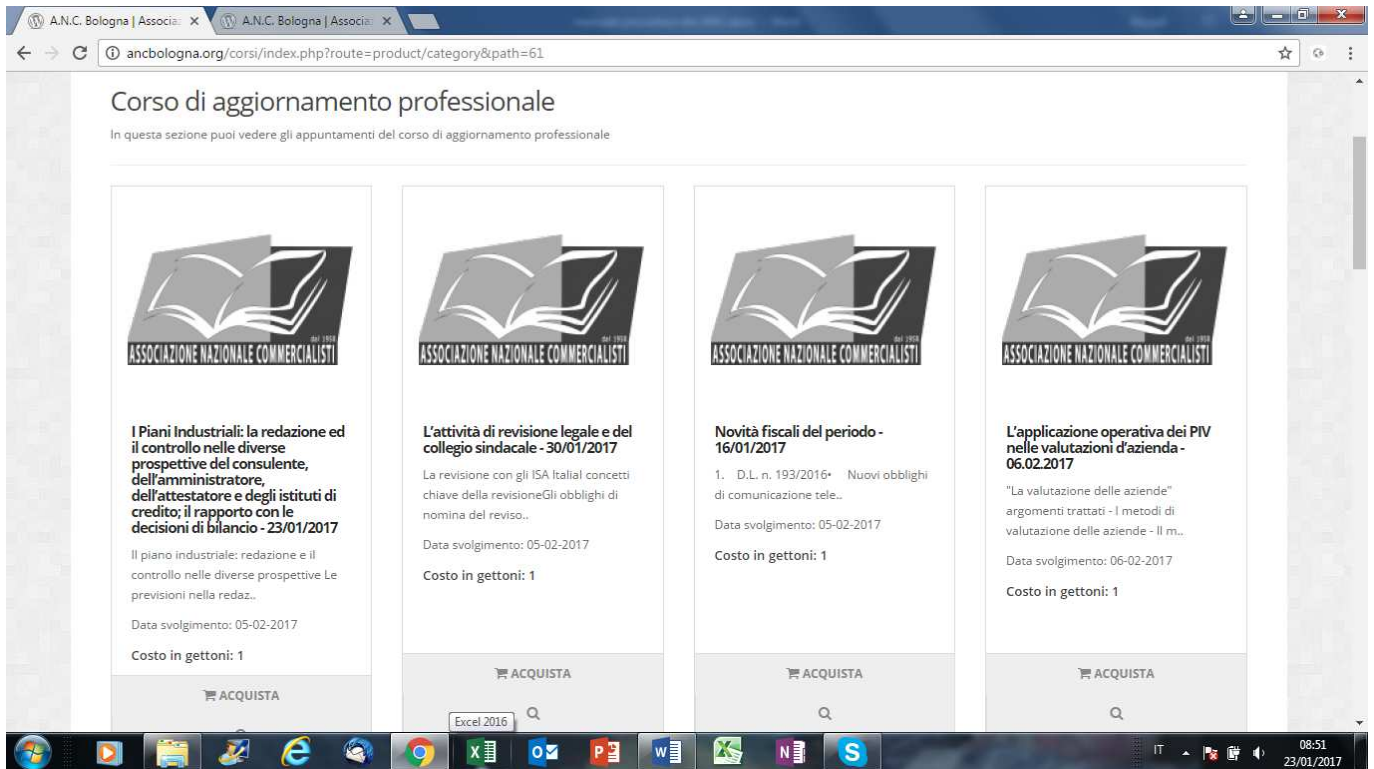 A.N.C. Bologna | Associa
A.N.C. Bologna | Associa
ancbologna.org/corsi/index.php?route=product/category&path=61
Corso di aggiornamento professionale
In questa sezione puoi vedere gli appuntamenti del corso di aggiornamento professionale
del 1958
ASSOCIAZIONE NAZIONALE COMMERCIALISTI
I Piani Industriali: la redazione ed
il controllo nelle diverse
prospettive del consulente,
dell'amministratore,
dell'attestatore e degli istituti di
credito; il rapporto con le
decisioni di bilancio - 23/01/2017
Il piano industriale: redazione e il
controllo nelle diverse prospettive Le
previsioni nella redaz..
Data svolgimento: 05-02-2017
Costo in gettoni: 1
ACQUISTA
del 1958
ASSOCIAZIONE NAZIONALE COMMERCIALISTI
L'attività di revisione legale e del
collegio sindacale - 30/01/2017
La revisione con gli ISA ItaliaI concetti
chiave della revisioneGli obblighi di
nomina del reviso..
Data svolgimento: 05-02-2017
Costo in gettoni: 1
ACQUISTA
del 1958
ASSOCIAZIONE NAZIONALE COMMERCIALISTI
Novità fiscali del periodo -
16/01/2017
1. D.L. n. 193/2016• Nuovi obblighi
di comunicazione tele..
Data svolgimento: 05-02-2017
Costo in gettoni: 1
ACQUISTA
del 1958
ASSOCIAZIONE NAZIONALE COMMERCIALISTI
L'applicazione operativa dei PIV
nelle valutazioni d'azienda -
06.02.2017
"La valutazione delle aziende"
argomenti trattati - I metodi di
valutazione delle aziende - Il m..
Data svolgimento: 06-02-2017
Costo in gettoni: 1
ACQUISTA
Excel 2016
IT
08:51
23/01/2017